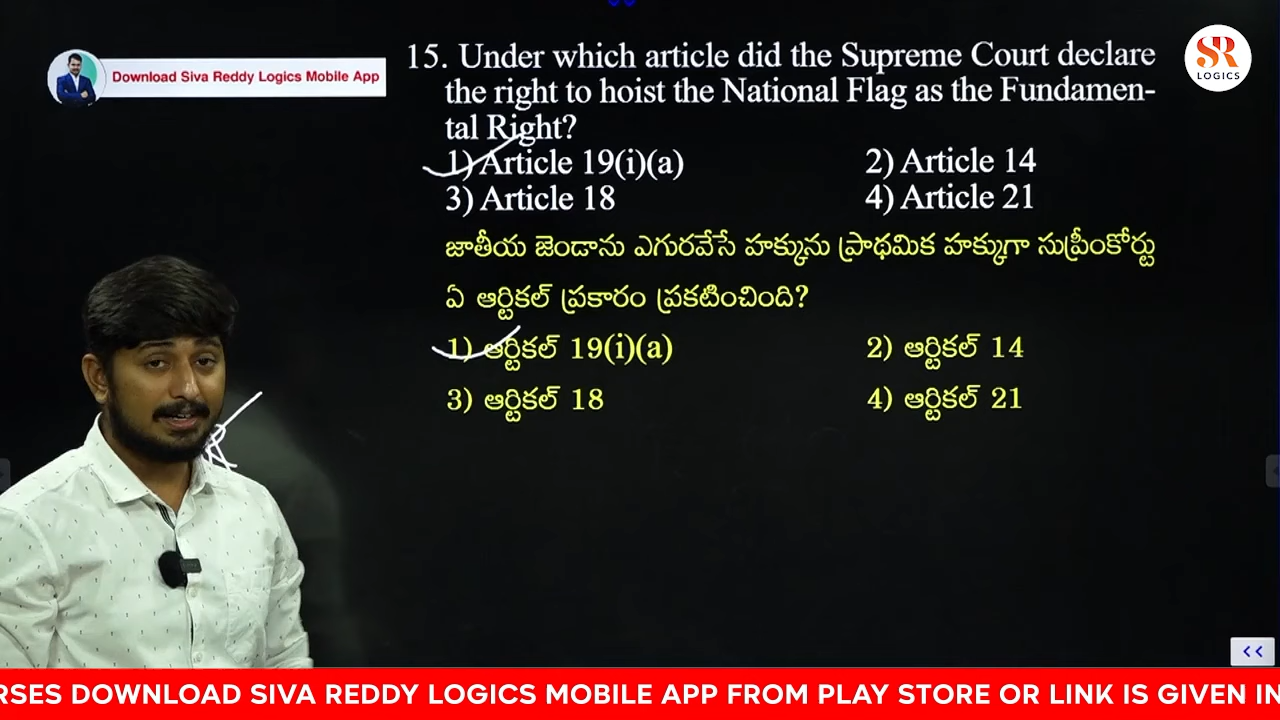 Download Siva Reddy Logics Mobile App
SR
LOGICS
15. Under which article did the Supreme Court declare
the right to hoist the National Flag as the Fundamen-
tal Right?
1) Article 19(i)(a) 2) Article 14
3) Article 18 4) Article 21
జాతీయ జెండాను ఎగురవేసే హక్కును ప్రాథమిక హక్కుగా సుప్రీంకోర్టు
ఏ ఆర్టికల్ ప్రకారం ప్రకటించింది?
1) ఆర్టికల్ 19(i)(a) 2) ఆర్టికల్ 14
3) ఆర్టికల్ 18 4) ఆర్టికల్ 21
RSES DOWNLOAD SIVA REDDY LOGICS MOBILE APP FROM PLAY STORE OR LINK IS GIVEN IN